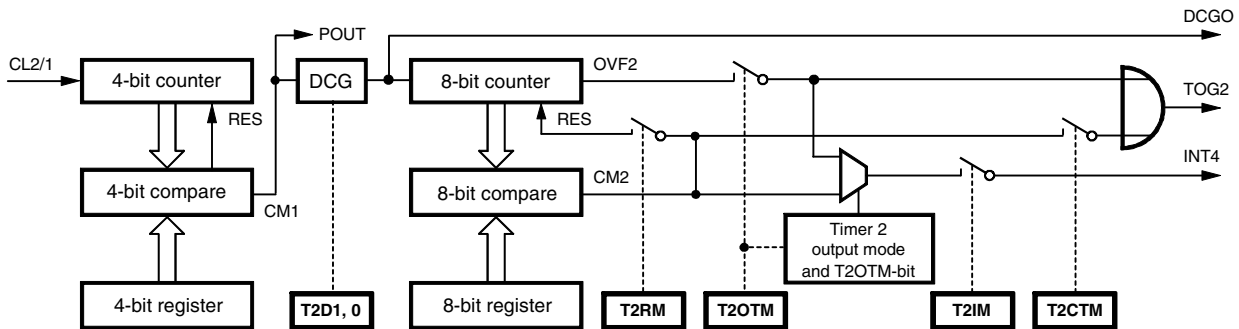 DCGO
POUT
CL2/1
4-bit counter
DCG
8-bit counter
OVF2
TOG2
RES
RES
4-bit compare
CM1
8-bit compare
CM2
INT4
Timer 2
output mode
and T2OTM-bit
4-bit register
T2D1, 0
8-bit register
T2RM
T2OTM
T2IM
T2CTM